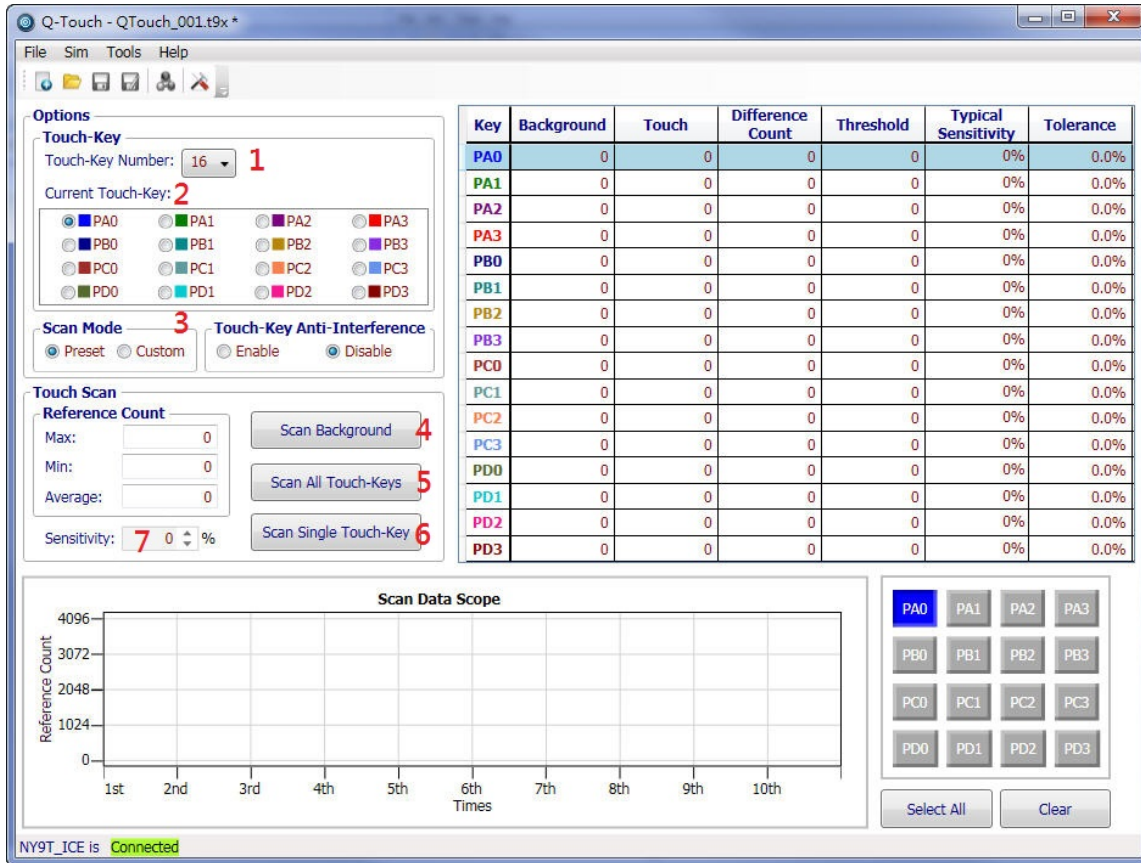 Q-Touch - QTouch_001.t9x *
File Sim Tools Help
Options
Touch-Key
Touch-Key Number: 16 1
Current Touch-Key: 2
PA0 PA1 PA2 PA3
PB0 PB1 PB2 PB3
PC0 PC1 PC2 PC3
PD0 PD1 PD2 PD3
Scan Mode 3
Preset Custom
Touch-Key Anti-Interference
Enable Disable
Touch Scan
Reference Count
Max: 0
Min: 0
Average: 0
Sensitivity: 7 0 %
Scan Background 4
Scan All Touch-Keys 5
Scan Single Touch-Key 6
Key Background Touch Difference Count Threshold Typical Sensitivity Tolerance
PA0 0 0 0 0 0% 0.0%
PA1 0 0 0 0 0% 0.0%
PA2 0 0 0 0 0% 0.0%
PA3 0 0 0 0 0% 0.0%
PB0 0 0 0 0 0% 0.0%
PB1 0 0 0 0 0% 0.0%
PB2 0 0 0 0 0% 0.0%
PB3 0 0 0 0 0% 0.0%
PC0 0 0 0 0 0% 0.0%
PC1 0 0 0 0 0% 0.0%
PC2 0 0 0 0 0% 0.0%
PC3 0 0 0 0 0% 0.0%
PD0 0 0 0 0 0% 0.0%
PD1 0 0 0 0 0% 0.0%
PD2 0 0 0 0 0% 0.0%
PD3 0 0 0 0 0% 0.0%
Scan Data Scope
Reference Count
4096
3072
2048
1024
0
1st 2nd 3rd 4th 5th 6th 7th 8th 9th 10th
Times
PA0 PA1 PA2 PA3
PB0 PB1 PB2 PB3
PC0 PC1 PC2 PC3
PD0 PD1 PD2 PD3
Select All Clear
NY9T_ICE is Connected